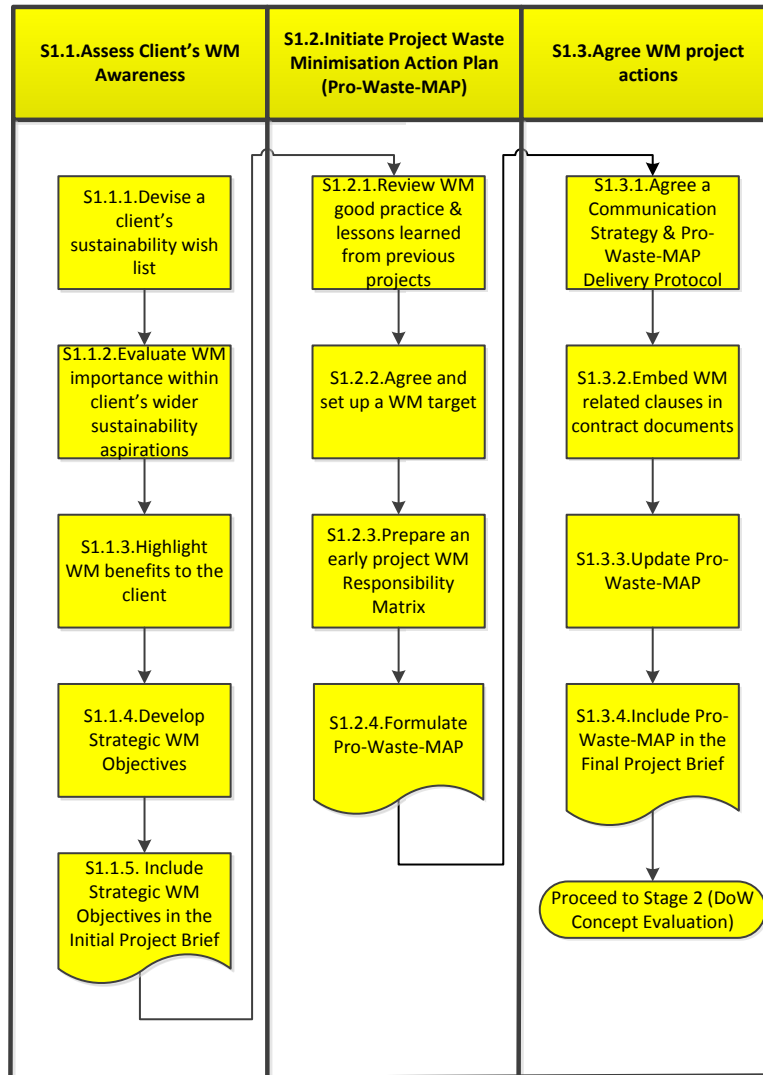 S1.1.Assess Client's WM
Awareness
S1.2.Initiate Project Waste
Minimisation Action Plan
(Pro-Waste-MAP)
S1.3.Agree WM project
actions
S1.1.1.Devise a
client's
sustainability wish
list
S1.1.2.Evaluate WM
importance within
client's wider
sustainability
aspirations
S1.1.3.Highlight
WM benefits to the
client
S1.1.4.Develop
Strategic WM
Objectives
S1.1.5. Include
Strategic WM
Objectives in the
Initial Project Brief
S1.2.1.Review WM
good practice &
lessons learned
from previous
projects
S1.2.2.Agree and
set up a WM target
S1.2.3.Prepare an
early project WM
Responsibility
Matrix
S1.2.4.Formulate
Pro-Waste-MAP
S1.3.1.Agree a
Communication
Strategy & Pro-
Waste-MAP
Delivery Protocol
S1.3.2.Embed WM
related clauses in
contract documents
S1.3.3.Update Pro-
Waste-MAP
S1.3.4.Include Pro-
Waste-MAP in the
Final Project Brief
Proceed to Stage 2 (DoW
Concept Evaluation)